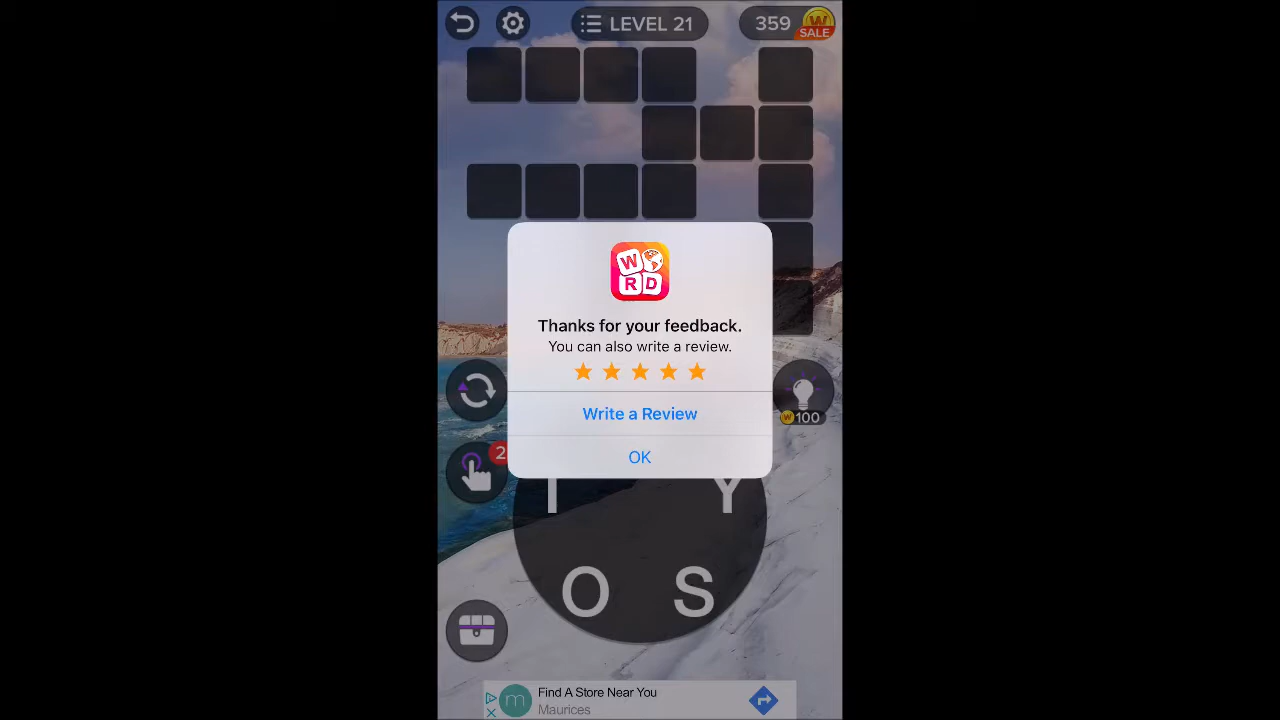 LEVEL 21
359
W
SALE
W
R D
Thanks for your feedback.
You can also write a review.
Write a Review
OK
W 100
2
Y
O S
m
Find A Store Near You
Maurices